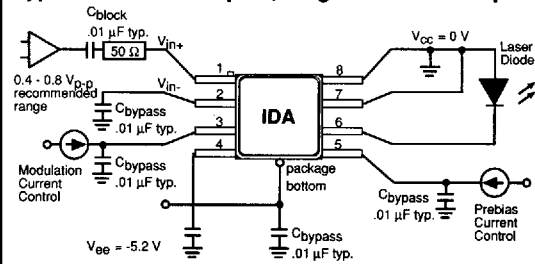 Cblock
.01 µF typ.
50 Ω
Vin+
0.4 - 0.8 Vp-p
recommended
range
Vin-
Cbypass
.01 µF typ.
Modulation
Current
Control
Cbypass
.01 µF typ.
1
2
3
4
IDA
8
7
6
5
VCC = 0 V
Laser
Diode
package
bottom
Cbypass
.01 µF typ.
Prebias
Current
Control
Vee = -5.2 V
Cbypass
.01 µF typ.